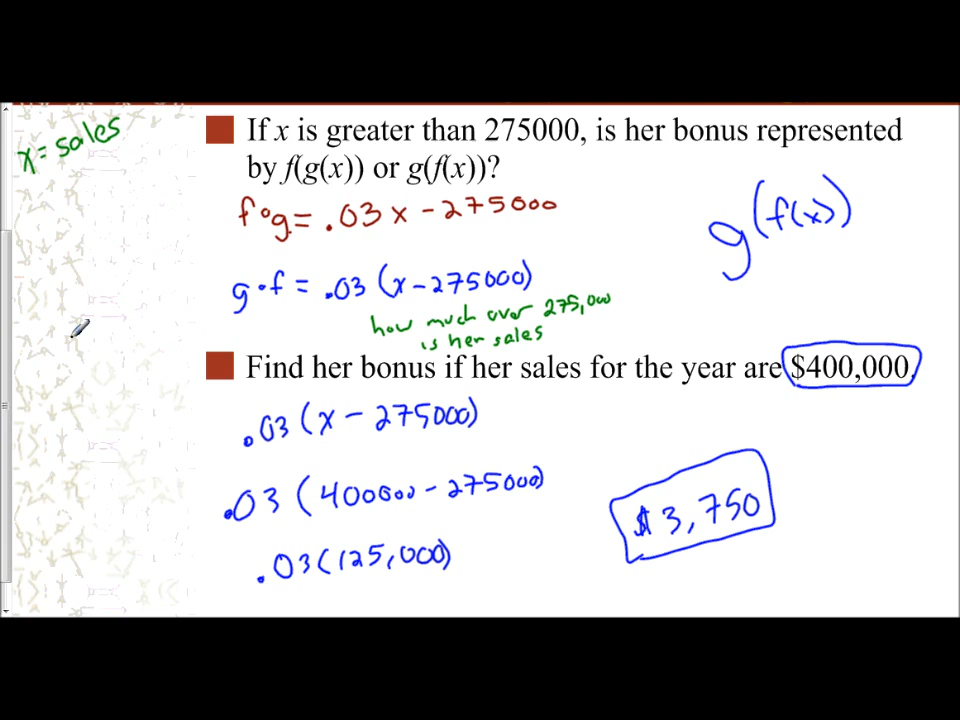 x = sales
If x is greater than 275000, is her bonus represented
by f(g(x)) or g(f(x))?
f∘g = .03x - 275000
g(f(x))
g∘f = .03 (x - 275000)
how much over 275,000
is her sales
Find her bonus if her sales for the year are $400,000.
.03 (x - 275000)
.03 (400000 - 275000)
$3,750
.03 (125,000)